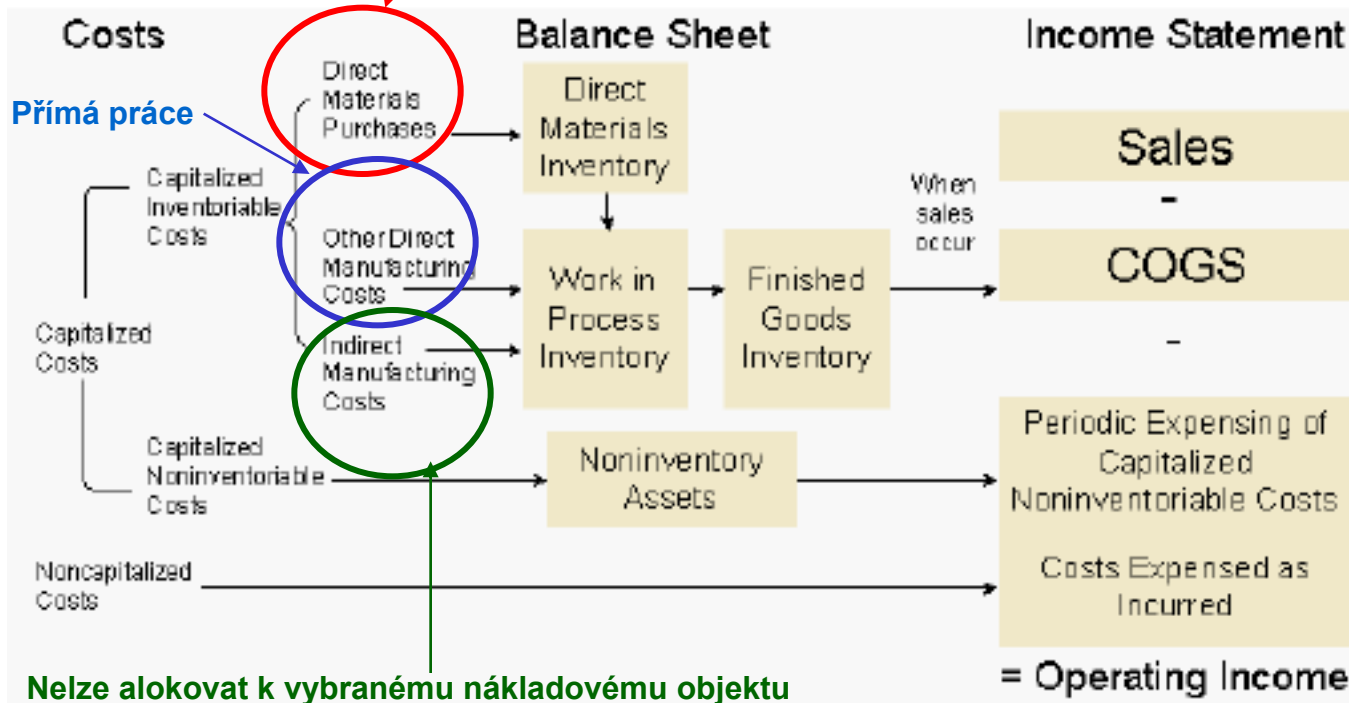 Costs
Balance Sheet
Income Statement
Přímá práce
Direct
Materials
Purchases
Direct
Materials
Inventory
Sales
-
Capitalized
Inventoriable
Costs
When
sales
occur
Other Direct
Manufacturing
Costs
Work in
Process
Inventory
Finished
Goods
Inventory
COGS
-
Capitalized
Costs
Indirect
Manufacturing
Costs
Capitalized
Noninventoriable
Costs
Noninventory
Assets
Periodic Expensing of
Capitalized
Noninventoriable Costs
Noncapitalized
Costs
Costs Expensed as
Incurred
Nelze alokovat k vybranému nákladovému objektu
= Operating Income